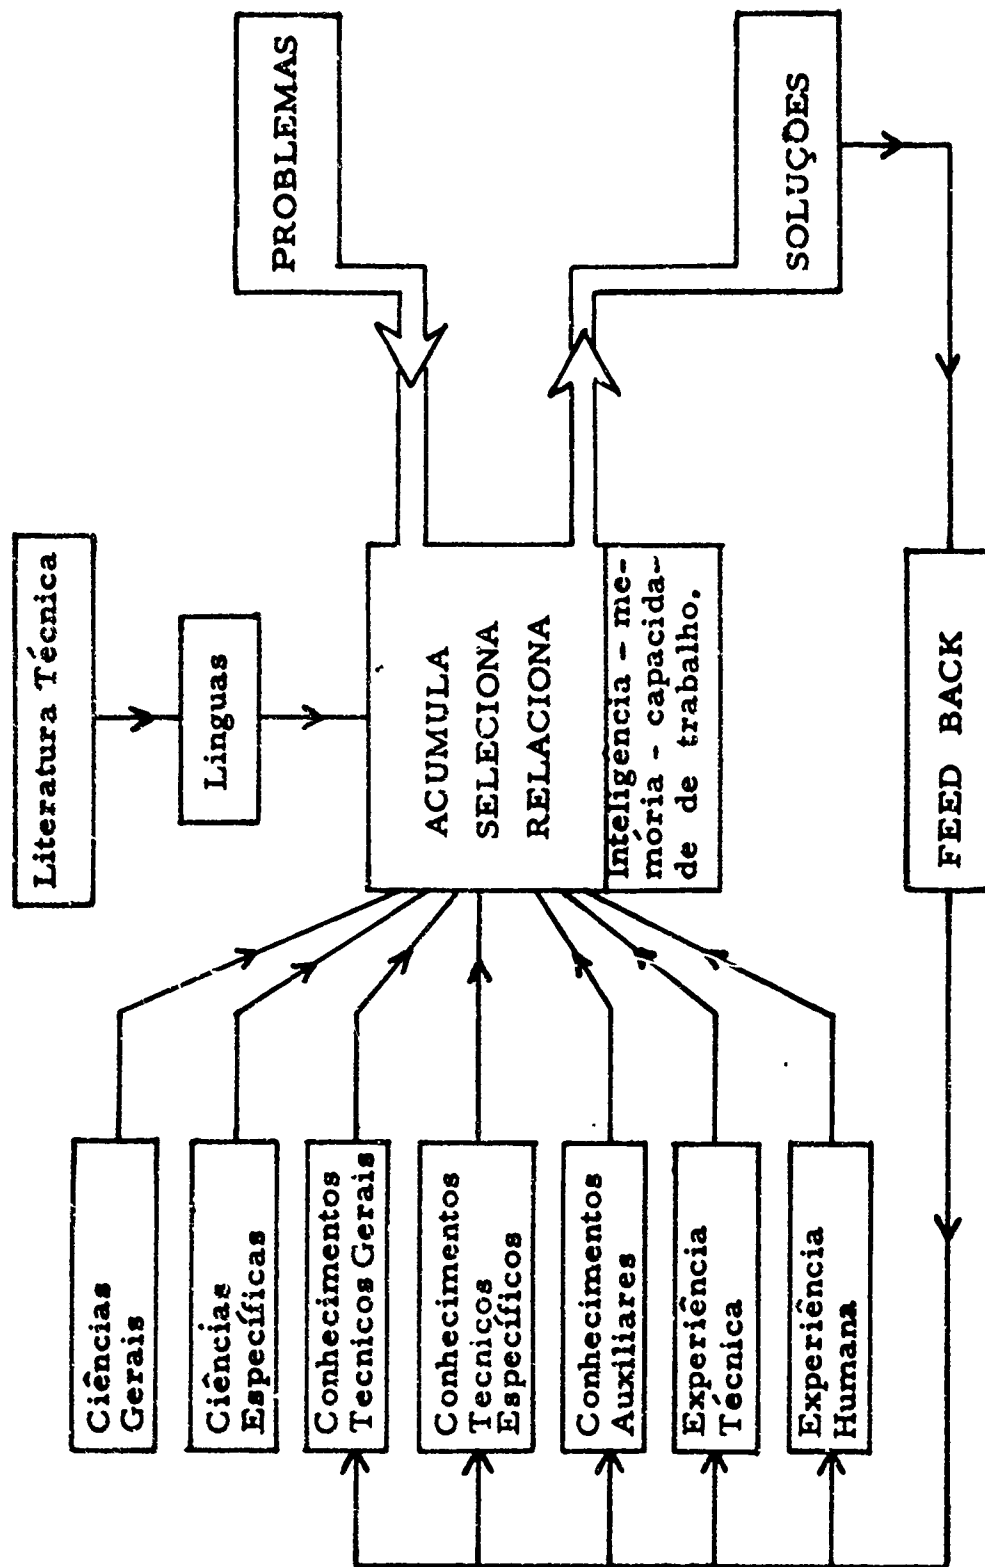 Literatura Técnica
Linguas
PROBLEMAS
Ciências
Gerais
Ciências
Específicas
Conhecimentos
Tecnicos Gerais
Conhecimentos
Tecnicos
Específicos
Conhecimentos
Auxiliares
Experiência
Técnica
Experiência
Humana
ACUMULA
SELECIONA
RELACIONA
Inteligência - me-
mória - capacida-
de de trabalho.
SOLUÇÕES
FEED BACK